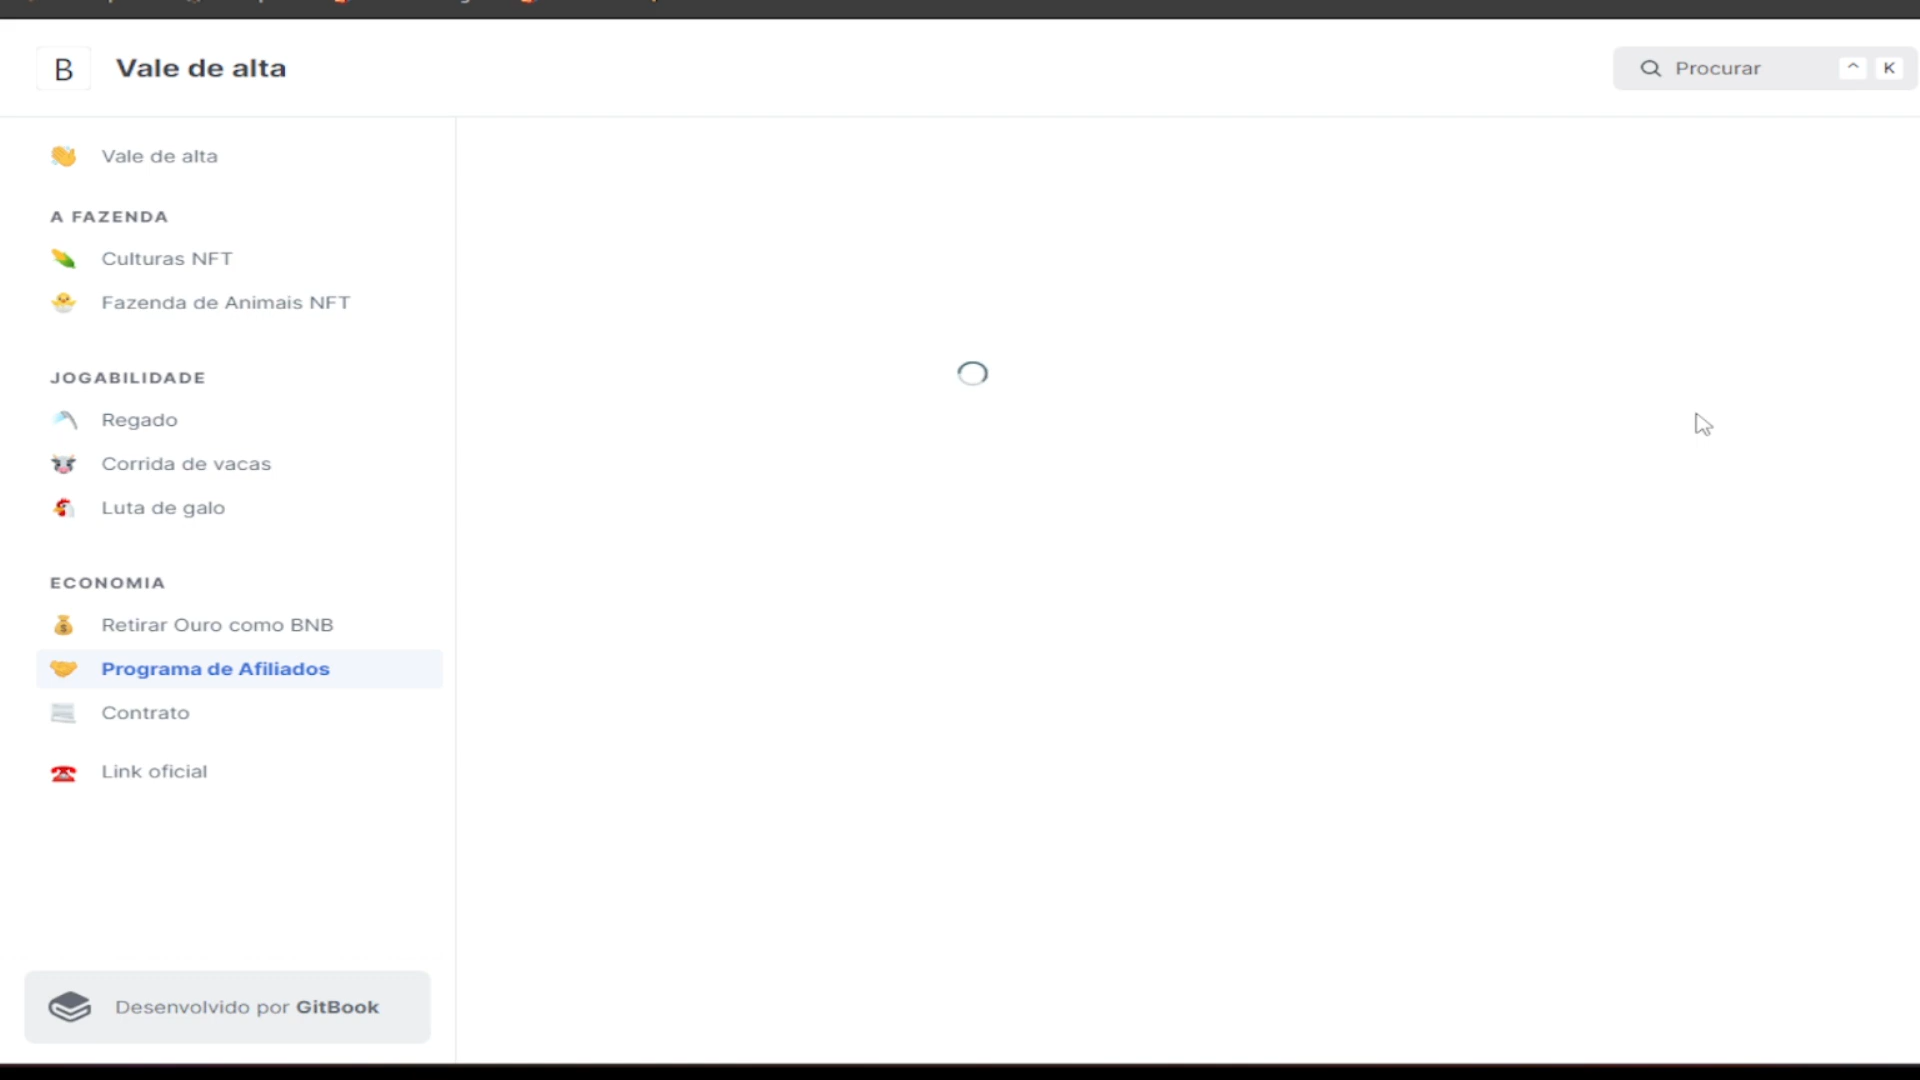 B Vale de alta
Procurar ^ K
Vale de alta
A FAZENDA
Culturas NFT
Fazenda de Animais NFT
JOGABILIDADE
Regado
Corrida de vacas
Luta de galo
ECONOMIA
Retirar Ouro como BNB
Programa de Afiliados
Contrato
Link oficial
Desenvolvido por GitBook